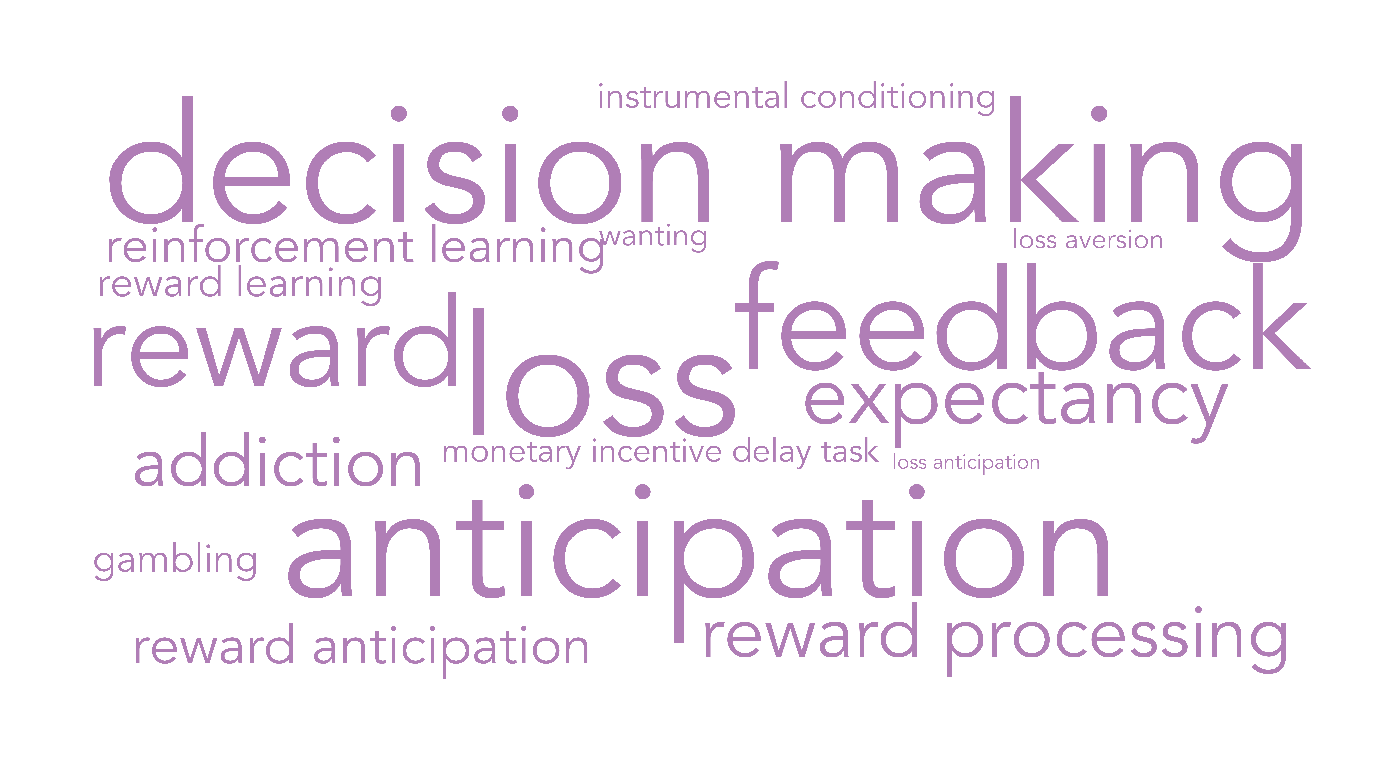 instrumental conditioning
decision making
reinforcement learning
wanting
loss aversion
reward learning
feedback
reward
loss
expectancy
addiction
monetary incentive delay task
loss anticipation
anticipation
gambling
reward processing
reward anticipation